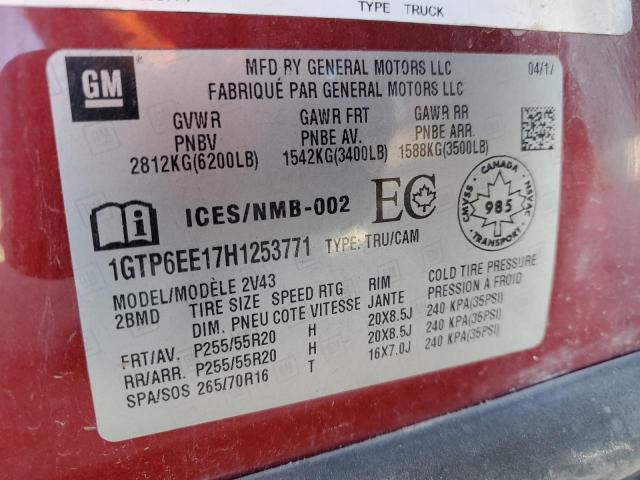 TYPE TRUCK
GM
MFD BY GENERAL MOTORS LLC 04/17
FABRIQUÉ PAR GENERAL MOTORS LLC
GVWR GAWR FRT GAWR RR
PNBV PNBE AV. PNBE ARR.
2812KG(6200LB) 1542KG(3400LB) 1588KG(3500LB)
ICES/NMB-002 EC
CANADA
CMVSS 985 NSVAC
1GTP6EE17H1253771 TYPE: TRU/CAM
MODEL/MODÈLE 2V43
2BMD TIRE SIZE SPEED RTG RIM COLD TIRE PRESSURE
DIM. PNEU COTE VITESSE JANTE PRESSION A FROID
FRT/AV. P255/55R20 H 20X8.5J 240 KPA(35PSI)
RR/ARR. P255/55R20 H 20X8.5J 240 KPA(35PSI)
SPA/SOS 265/70R16 T 16X7.0J 240 KPA(35PSI)